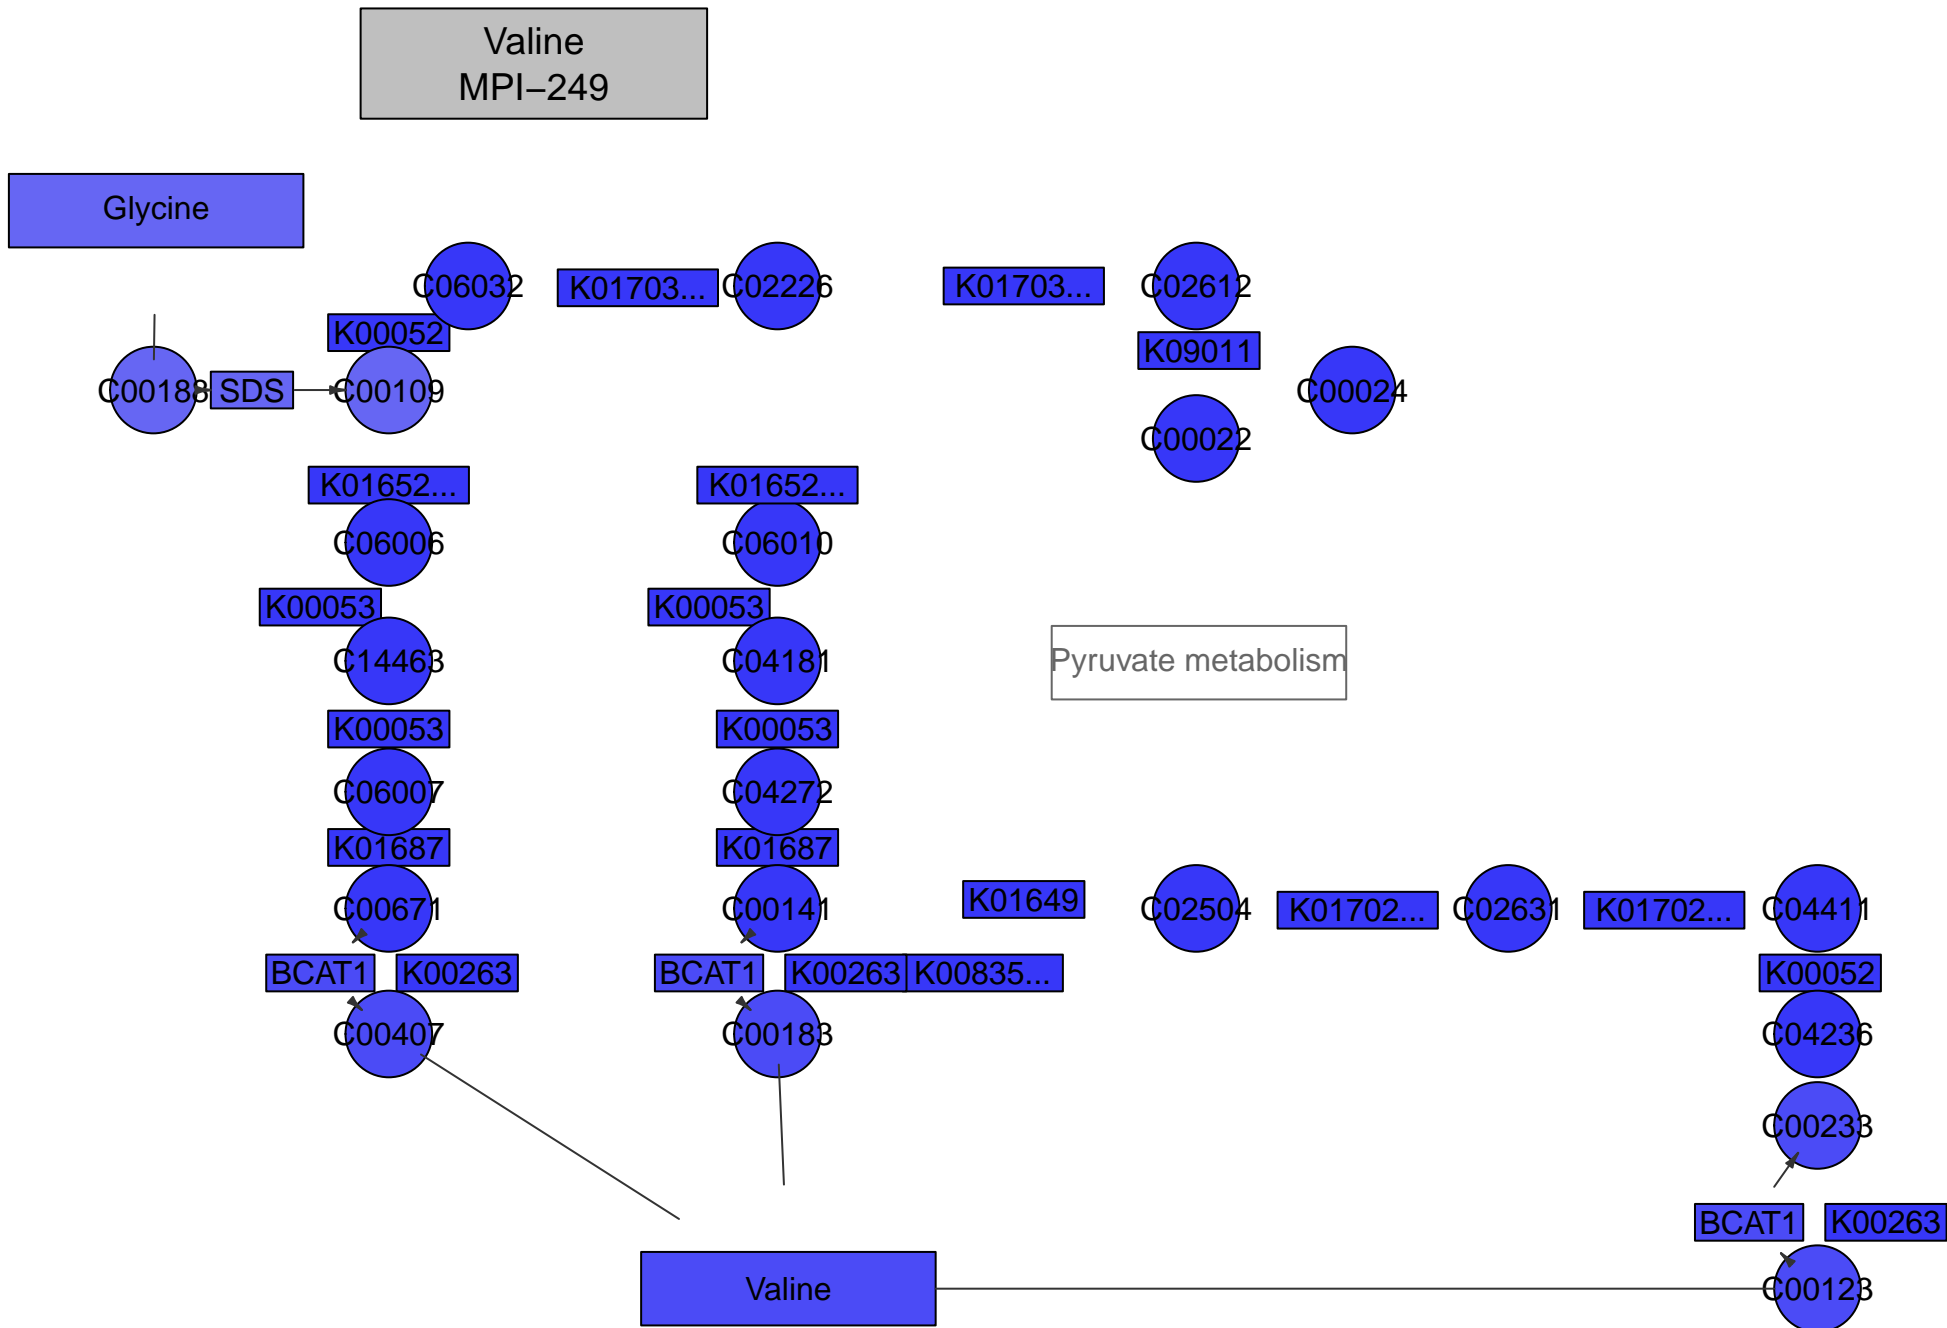 Valine
MPI−249
Glycine
C06032
K01703...
C02226
K01703...
C02612
K00052
K09011
C00188
SDS
C00109
C00024
C00022
K01652...
K01652...
C06006
C06010
K00053
K00053
C14463
C04181
Pyruvate metabolism
K00053
K00053
C06007
C04272
K01687
K01687
C00671
C00141
K01649
C02504
K01702...
C02631
K01702...
C04411
BCAT1
K00263
BCAT1
K00263
K00835...
K00052
C00407
C00183
C04236
C00233
BCAT1
K00263
Valine
C00123